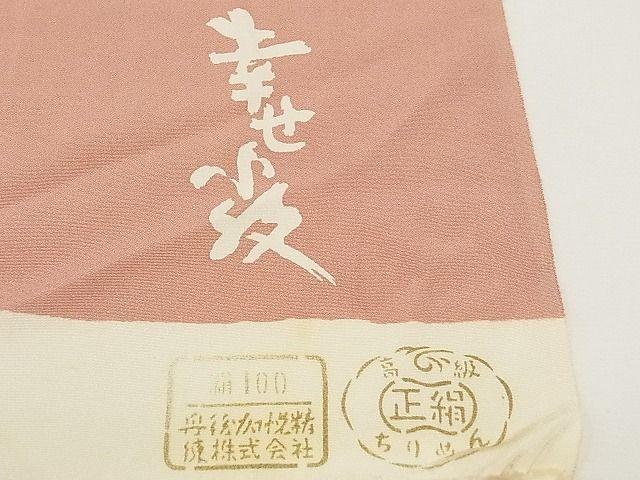 幸せ小紋
絹100
丹後加悦精
練株式会社
高級
正絹
ちりめん